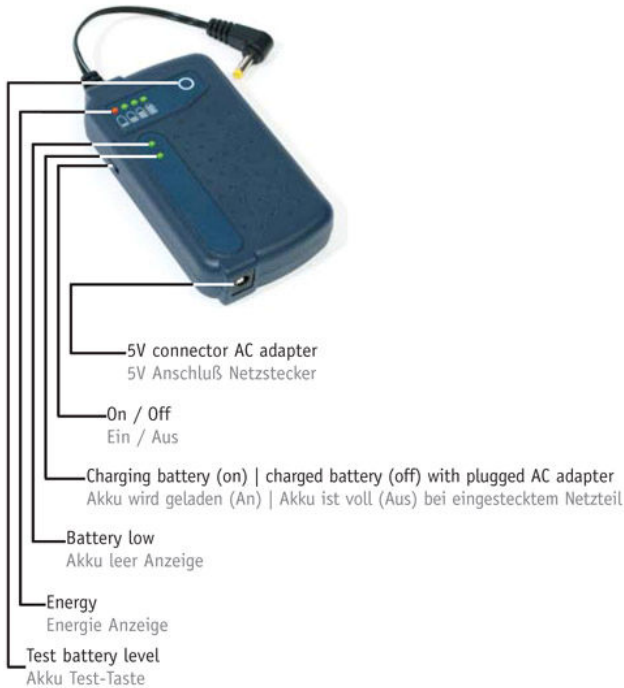 5V connector AC adapter
5V Anschluß Netzstecker
On / Off
Ein / Aus
Charging battery (on) | charged battery (off) with plugged AC adapter
Akku wird geladen (An) | Akku ist voll (Aus) bei eingestecktem Netzteil
Battery low
Akku leer Anzeige
Energy
Energie Anzeige
Test battery level
Akku Test-Taste